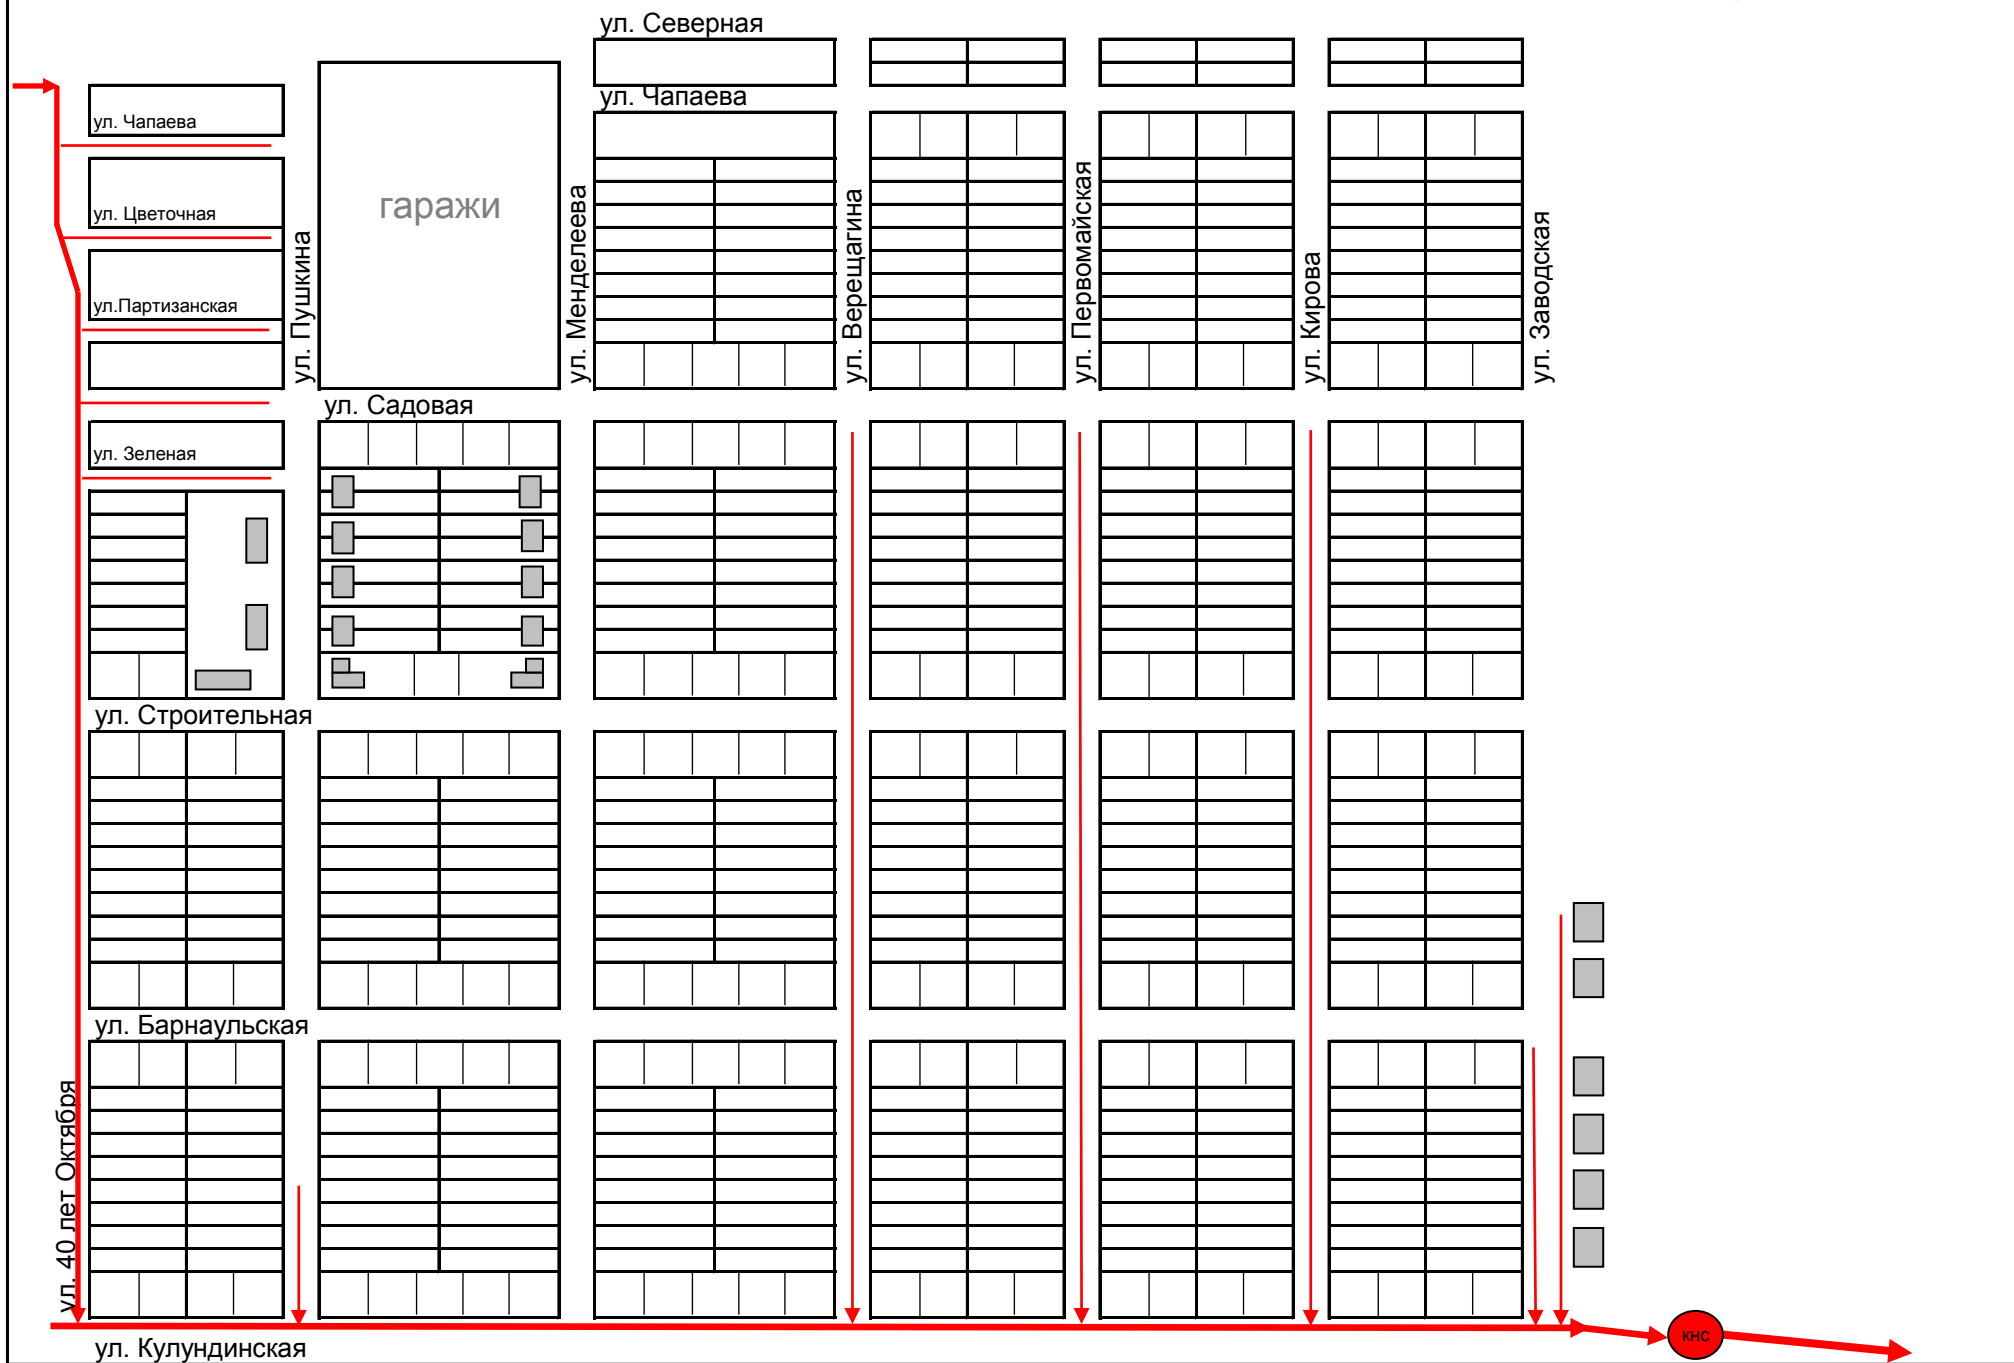 ул. Северная
ул. Чапаева
ул. Чапаева
ул. Цветочная
ул.Партизанская
ул. Пушкина
гаражи
ул. Менделеева
ул. Верещагина
ул. Первомайская
ул. Кирова
ул. Заводская
ул. Садовая
ул. Зеленая
ул. Строительная
ул. Барнаульская
ул. 40 лет Октября
ул. Кулундинская
КНС